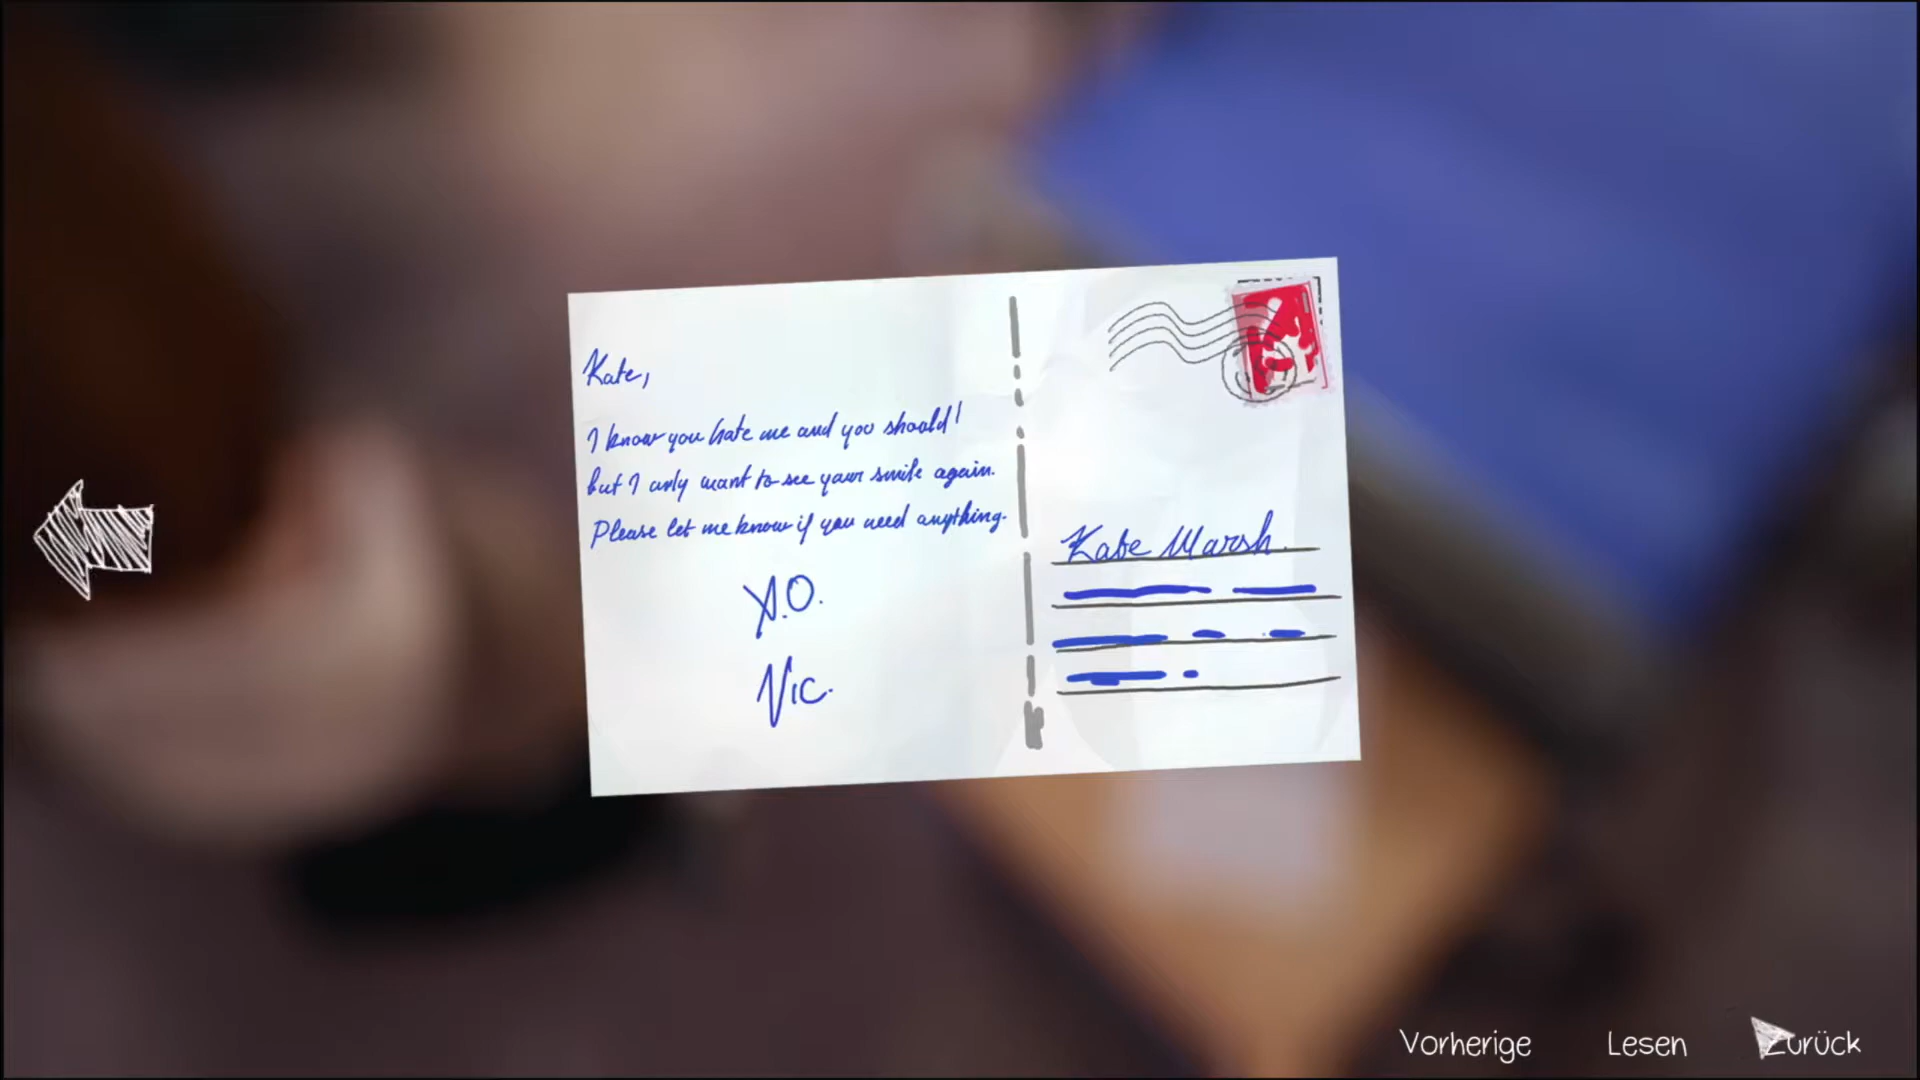 Kate,
I know you hate me and you should!
but I only want to see your smile again.
Please let me know if you need anything.
X.O.
Vic.
Kate Marsh.
Vorherige
Lesen
Zurück